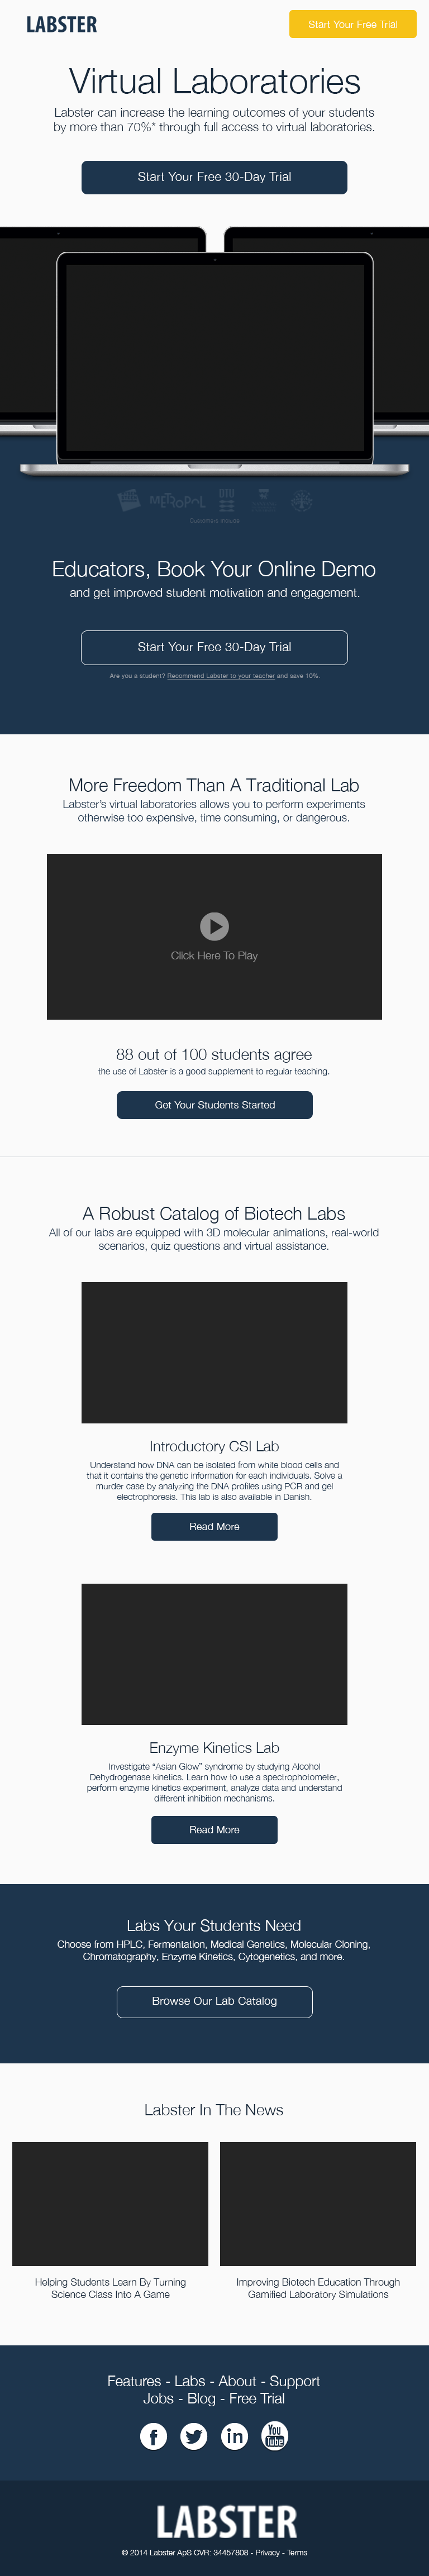 LABSTER
Start Your Free Trial
Virtual Laboratories
Labster can increase the learning outcomes of your students
by more than 70%* through full access to virtual laboratories.
Start Your Free 30-Day Trial
METROPOL
DTU
Customers include
Educators, Book Your Online Demo
and get improved student motivation and engagement.
Start Your Free 30-Day Trial
Are you a student? Recommend Labster to your teacher and save 10%.
More Freedom Than A Traditional Lab
Labster's virtual laboratories allows you to perform experiments
otherwise too expensive, time consuming, or dangerous.
Click Here To Play
88 out of 100 students agree
the use of Labster is a good supplement to regular teaching.
Get Your Students Started
A Robust Catalog of Biotech Labs
All of our labs are equipped with 3D molecular animations, real-world
scenarios, quiz questions and virtual assistance.
Introductory CSI Lab
Understand how DNA can be isolated from white blood cells and
that it contains the genetic information for each individuals. Solve a
murder case by analyzing the DNA profiles using PCR and gel
electrophoresis. This lab is also available in Danish.
Read More
Enzyme Kinetics Lab
Investigate "Asian Glow" syndrome by studying Alcohol
Dehydrogenase kinetics. Learn how to use a spectrophotometer,
perform enzyme kinetics experiment, analyze data and understand
different inhibition mechanisms.
Read More
Labs Your Students Need
Choose from HPLC, Fermentation, Medical Genetics, Molecular Cloning,
Chromatography, Enzyme Kinetics, Cytogenetics, and more.
Browse Our Lab Catalog
Labster In The News
Helping Students Learn By Turning
Science Class Into A Game
Improving Biotech Education Through
Gamified Laboratory Simulations
Features - Labs - About - Support
Jobs - Blog - Free Trial
f
in
You
Tube
LABSTER
© 2014 Labster ApS CVR: 34457808 - Privacy - Terms